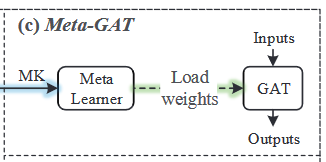 (c) Meta-GAT
Inputs
MK
Meta
Learner
Load
weights
GAT
Outputs